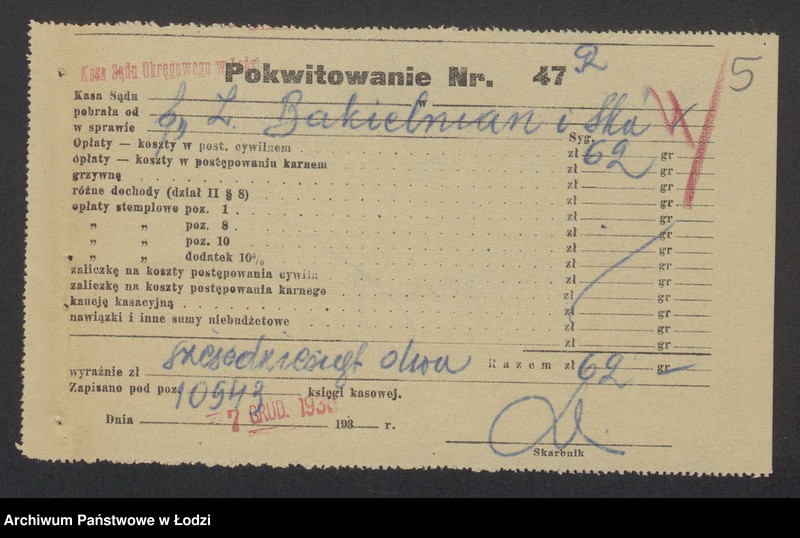 Kasa Sądu Okręgowego w Łodzi
Pokwitowanie Nr. 47
5
Kasa Sądu w
pobrała od f. L. Bakielman i Ska
w sprawie Syg.
Opłaty — koszty w post. cywilnem zł 62 gr —
opłaty — koszty w postępowaniu karnem zł gr
grzywnę zł gr
różne dochody (dział II § 8) zł gr
opłaty stemplowe poz. 1 zł gr
„ „ poz. 8 zł gr
„ „ poz. 10 zł gr
„ „ dodatek 10% zł gr
zaliczkę na koszty postępowania cywiln zł gr
zaliczkę na koszty postępowania karnego zł gr
kaucję kasacyjną zł gr
nawiązki i inne sumy niebudżetowe zł gr
zł gr
wyraźnie zł sześćdziesiąt dwa Razem zł 62 gr —
Zapisano pod poz. 10943 księgi kasowej.
Dnia 7 GRUD. 193 193 r.
Skarbnik
Archiwum Państwowe w Łodzi